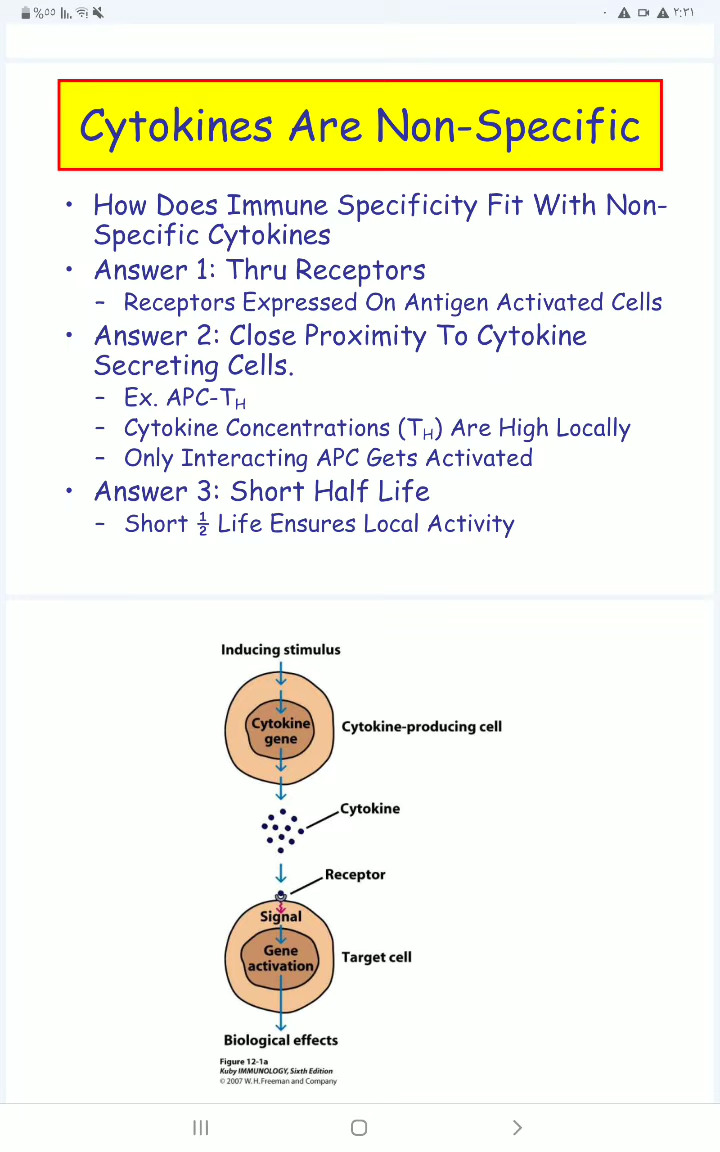 %٥٥
٢:٣١
Cytokines Are Non-Specific
• How Does Immune Specificity Fit With Non-
Specific Cytokines
• Answer 1: Thru Receptors
– Receptors Expressed On Antigen Activated Cells
• Answer 2: Close Proximity To Cytokine
Secreting Cells.
– Ex. APC-TH
– Cytokine Concentrations (TH) Are High Locally
– Only Interacting APC Gets Activated
• Answer 3: Short Half Life
– Short ½ Life Ensures Local Activity
Inducing stimulus
Cytokine
gene
Cytokine-producing cell
Cytokine
Receptor
Signal
Gene
activation
Target cell
Biological effects
Figure 12-1a
Kuby IMMUNOLOGY, Sixth Edition
© 2007 W. H. Freeman and Company